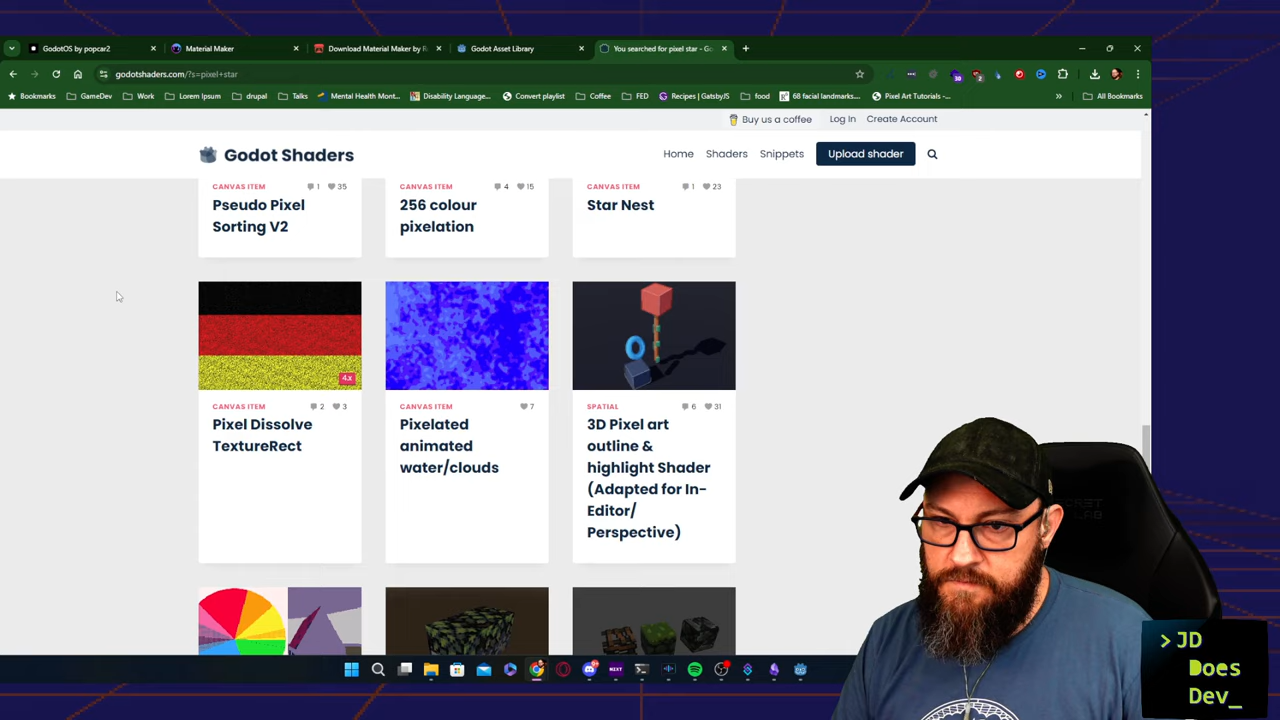 GodotOS by popcar2
Material Maker
Download Material Maker by R
Godot Asset Library
You searched for pixel star - Go
godotshaders.com/?s=pixel+star
Bookmarks
GameDev
Work
Lorem Ipsum
drupal
Talks
Mental Health Mont...
Disability Language...
Convert playlist
Coffee
FED
Recipes | GatsbyJS
food
68 facial landmarks...
Pixel Art Tutorials -...
»
All Bookmarks
Buy us a coffee
Log In
Create Account
Godot Shaders
Home
Shaders
Snippets
Upload shader
CANVAS ITEM
1
35
Pseudo Pixel
Sorting V2
CANVAS ITEM
4
15
256 colour
pixelation
CANVAS ITEM
1
23
Star Nest
4x
CANVAS ITEM
2
3
Pixel Dissolve
TextureRect
CANVAS ITEM
7
Pixelated
animated
water/clouds
SPATIAL
6
31
3D Pixel art
outline &
highlight Shader
(Adapted for In-
Editor/
Perspective)
> JD
Does
Dev_